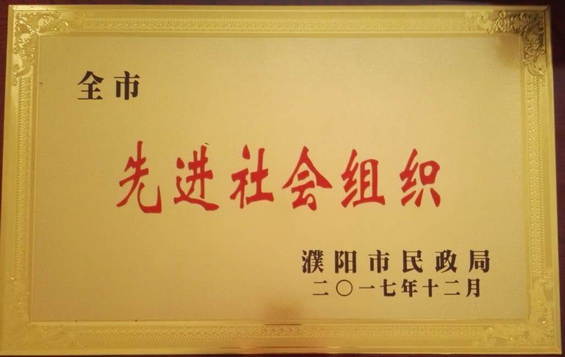 全市
先进社会组织
濮阳市民政局
二〇一七年十二月